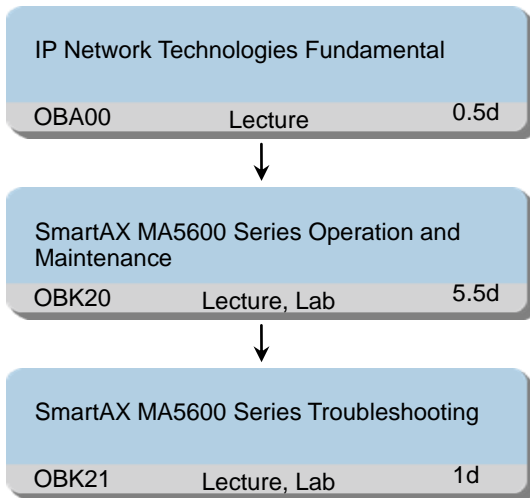 IP Network Technologies Fundamental
OBA00 Lecture 0.5d
SmartAX MA5600 Series Operation and
Maintenance
OBK20 Lecture, Lab 5.5d
SmartAX MA5600 Series Troubleshooting
OBK21 Lecture, Lab 1d